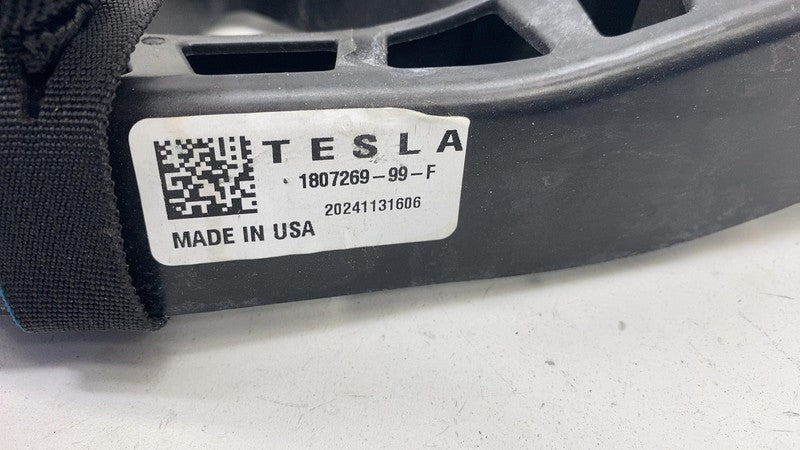 TESLA
1807269-99-F
20241131606
MADE IN USA